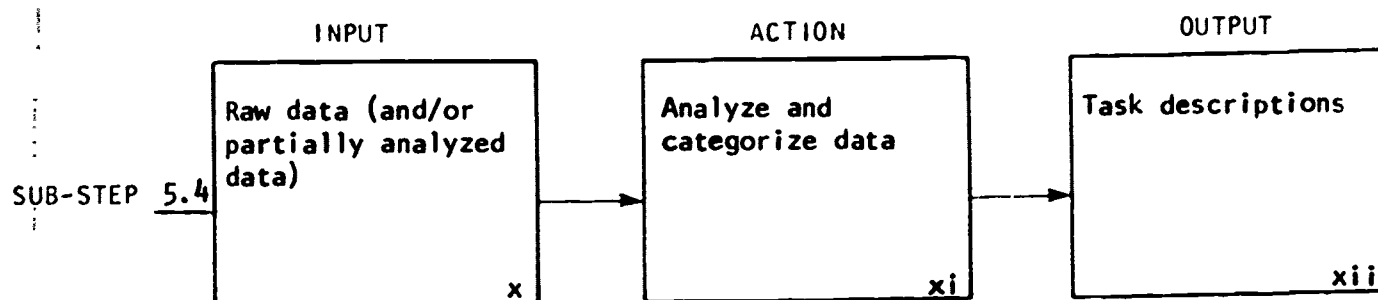 INPUT
ACTION
OUTPUT
Raw data (and/or
partially analyzed
data)
Analyze and
categorize data
Task descriptions
SUB-STEP 5.4
x
xi
xii